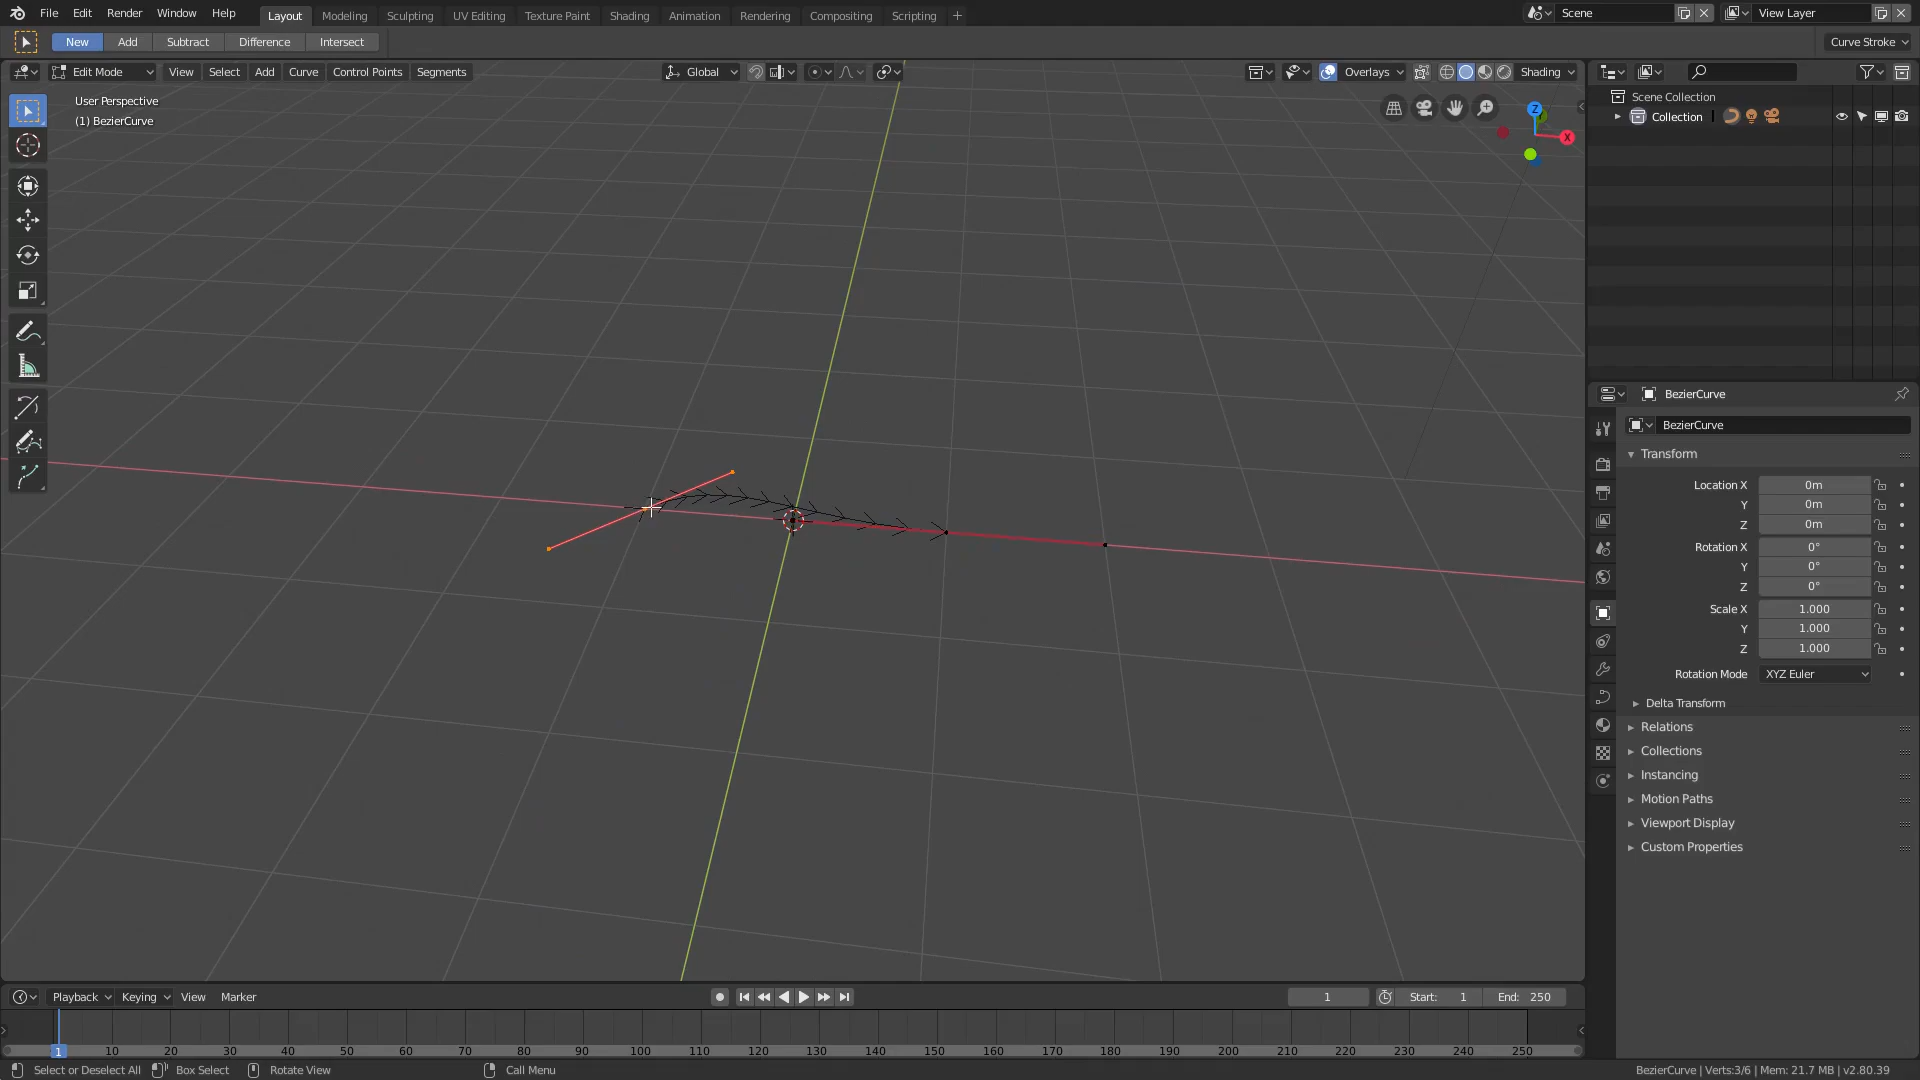 File Edit Render Window Help Layout Modeling Sculpting UV Editing Texture Paint Shading Animation Rendering Compositing Scripting + Scene View Layer
New Add Subtract Difference Intersect Curve Stroke
Edit Mode View Select Add Curve Control Points Segments Global Overlays Shading
User Perspective
(1) BezierCurve
Z
X
Scene Collection
Collection
BezierCurve
BezierCurve
Transform
Location X 0m
Y 0m
Z 0m
Rotation X 0°
Y 0°
Z 0°
Scale X 1.000
Y 1.000
Z 1.000
Rotation Mode XYZ Euler
Delta Transform
Relations
Collections
Instancing
Motion Paths
Viewport Display
Custom Properties
Playback Keying View Marker 1 Start: 1 End: 250
1 10 20 30 40 50 60 70 80 90 100 110 120 130 140 150 160 170 180 190 200 210 220 230 240 250
Select or Deselect All Box Select Rotate View Call Menu BezierCurve | Verts:3/6 | Mem: 21.7 MB | v2.80.39